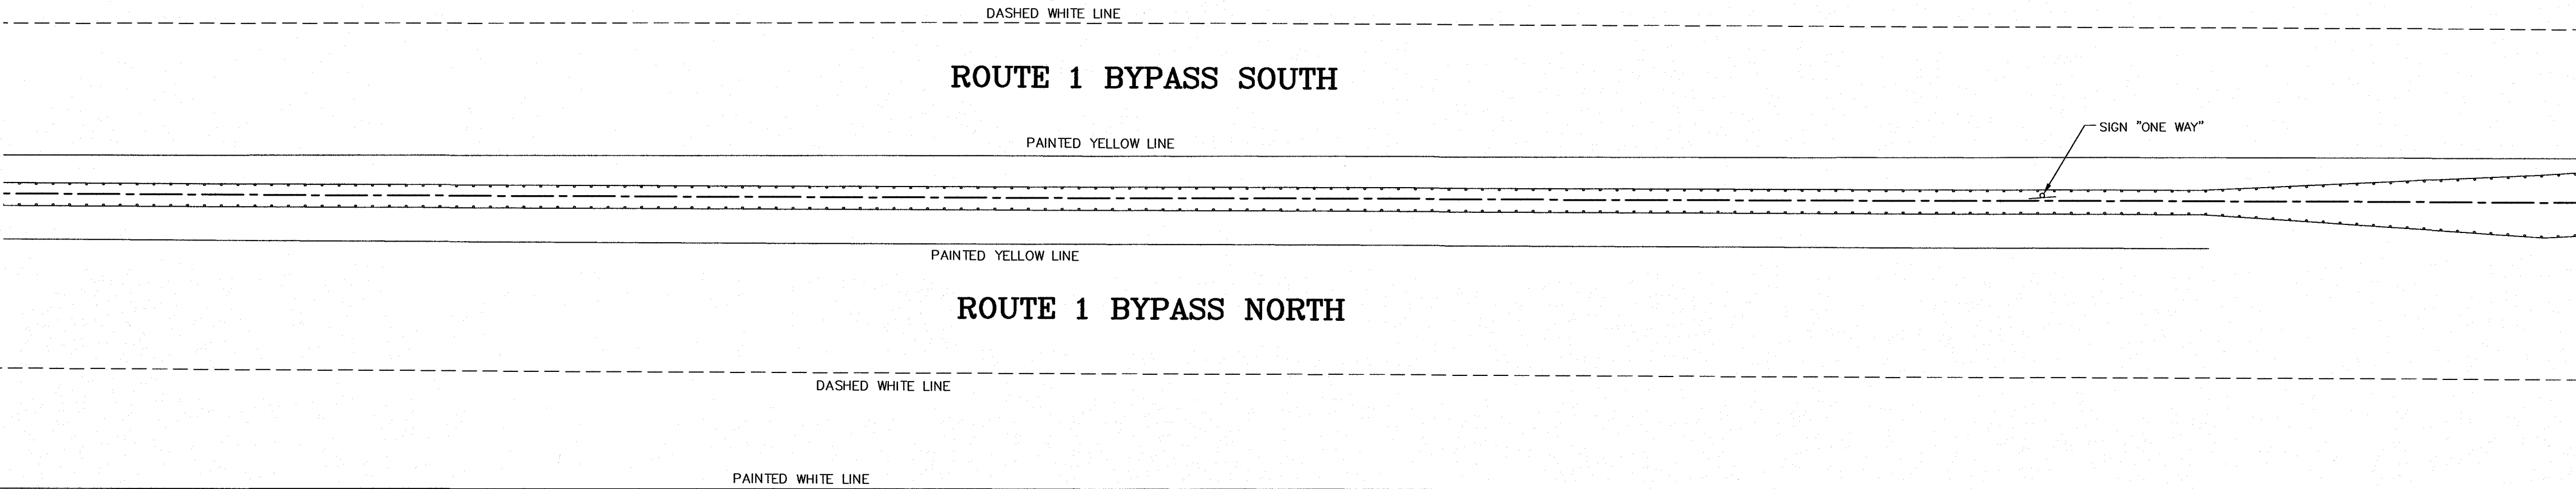 DASHED WHITE LINE
ROUTE 1 BYPASS SOUTH
SIGN "ONE WAY"
PAINTED YELLOW LINE
PAINTED YELLOW LINE
ROUTE 1 BYPASS NORTH
DASHED WHITE LINE
PAINTED WHITE LINE